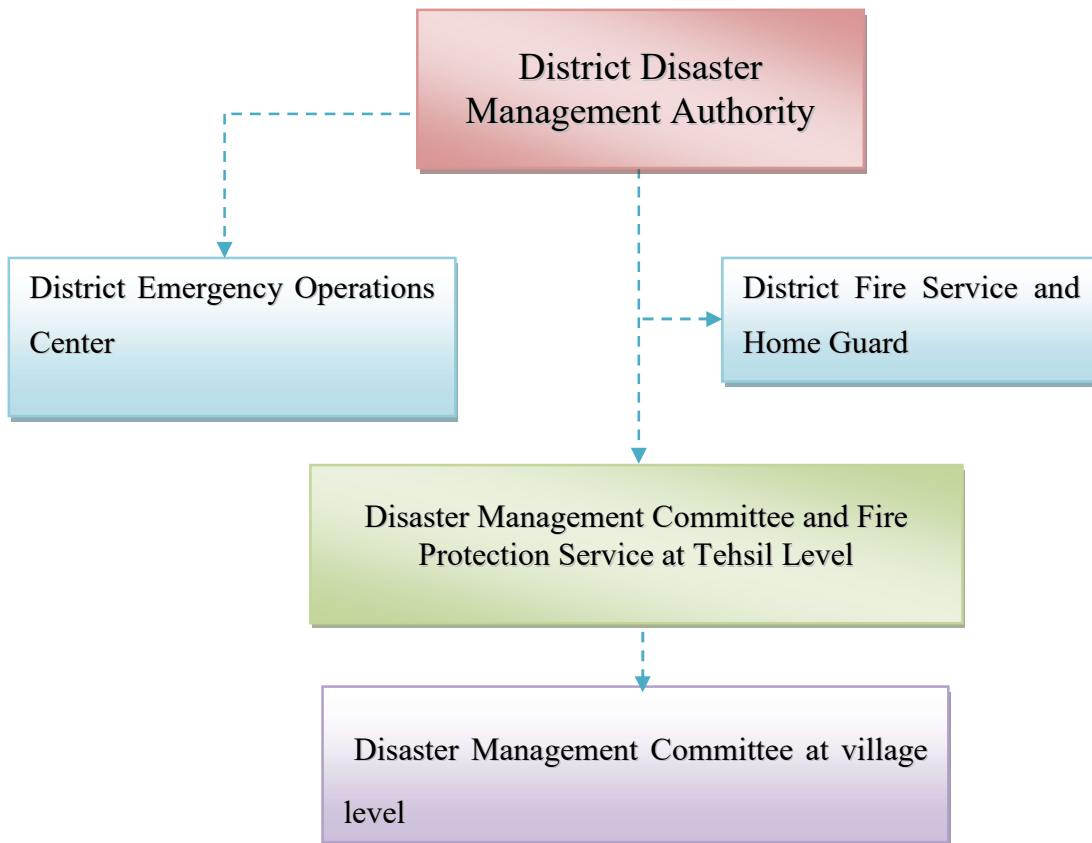 District Disaster
Management Authority
District Emergency Operations
Center
District Fire Service and
Home Guard
Disaster Management Committee and Fire
Protection Service at Tehsil Level
Disaster Management Committee at village
level